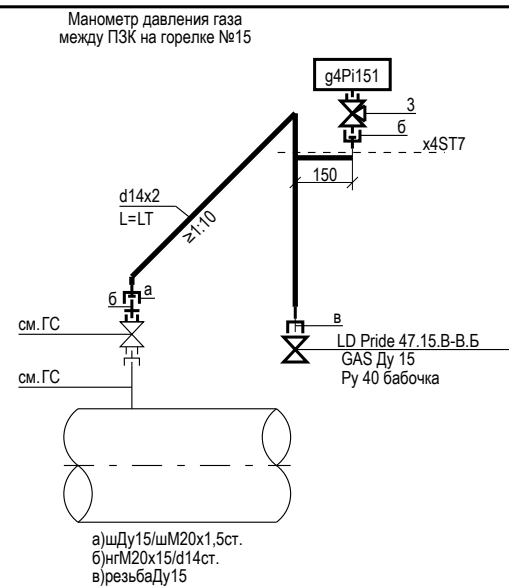 Манометр давления газа
между ПЗК на горелке №15
g4Pi151
3
б
x4ST7
150
d14x2
L=LT
≥1:10
а
б
см.ГС
см.ГС
в
LD Pride 47.15.В-В.Б
GAS Ду 15
Ру 40 бабочка
а)шДу15/шМ20х1,5ст.
б)нгМ20х15/d14ст.
в)резьбаДу15